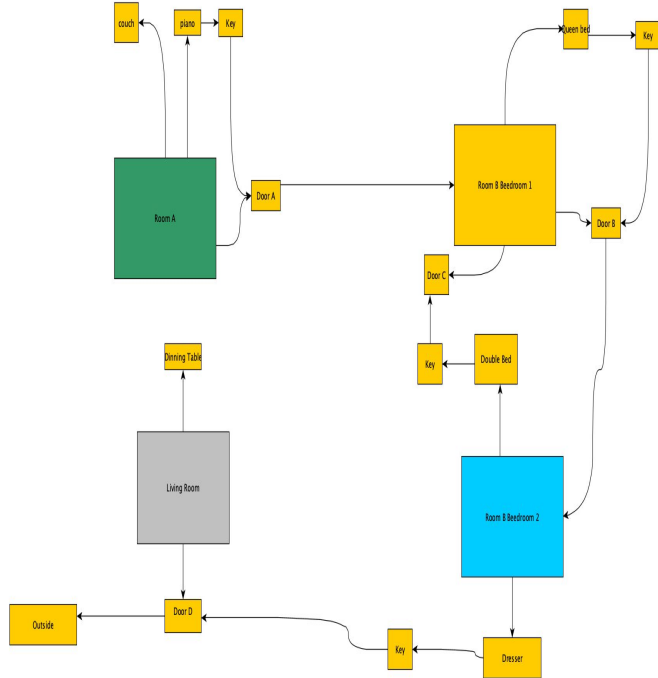 couch
piano
Key
Queen bed
Key
Room A
Door A
Room B Beedroom 1
Door B
Door C
Dinning Table
Key
Double Bed
Living Room
Room B Beedroom 2
Outside
Door D
Key
Dresser